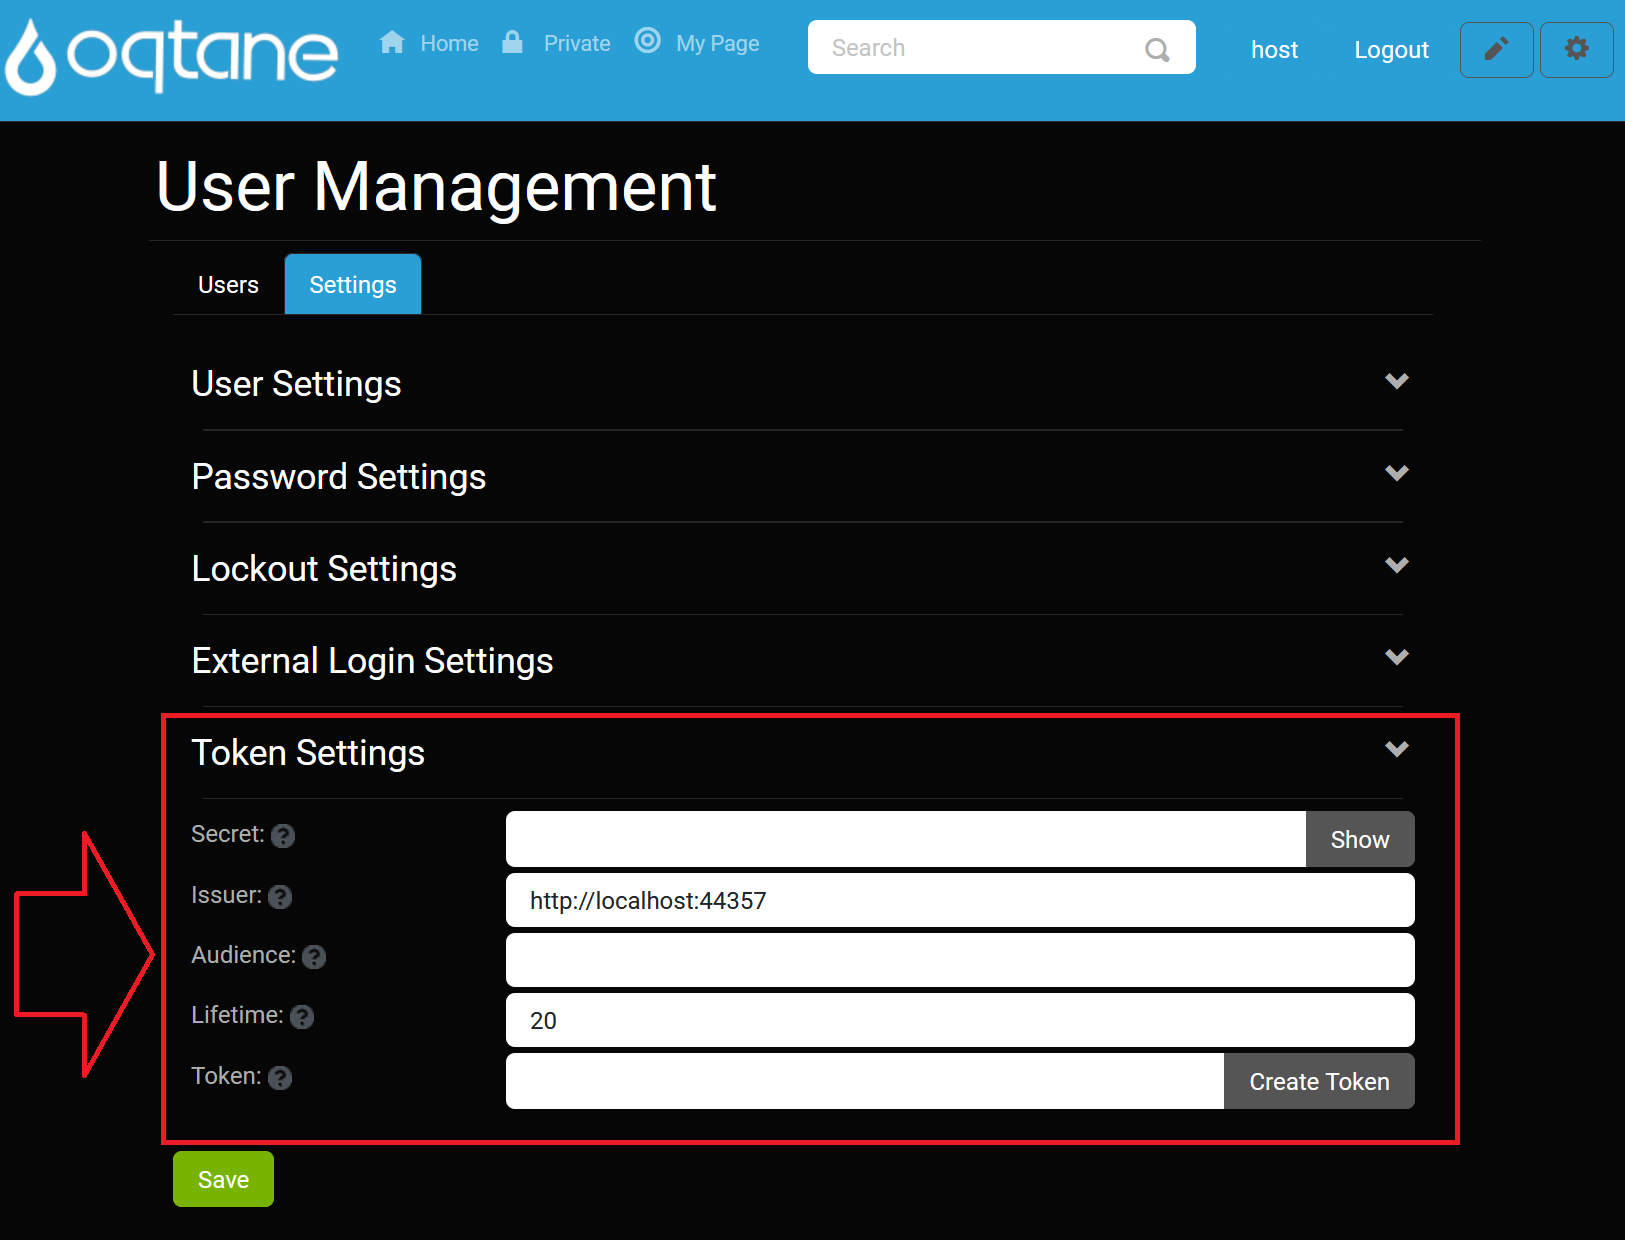 oqtane
Home Private My Page Search host Logout
User Management
Users Settings
User Settings
Password Settings
Lockout Settings
External Login Settings
Token Settings
Secret: ? Show
Issuer: ? http://localhost:44357
Audience: ?
Lifetime: ? 20
Token: ? Create Token
Save